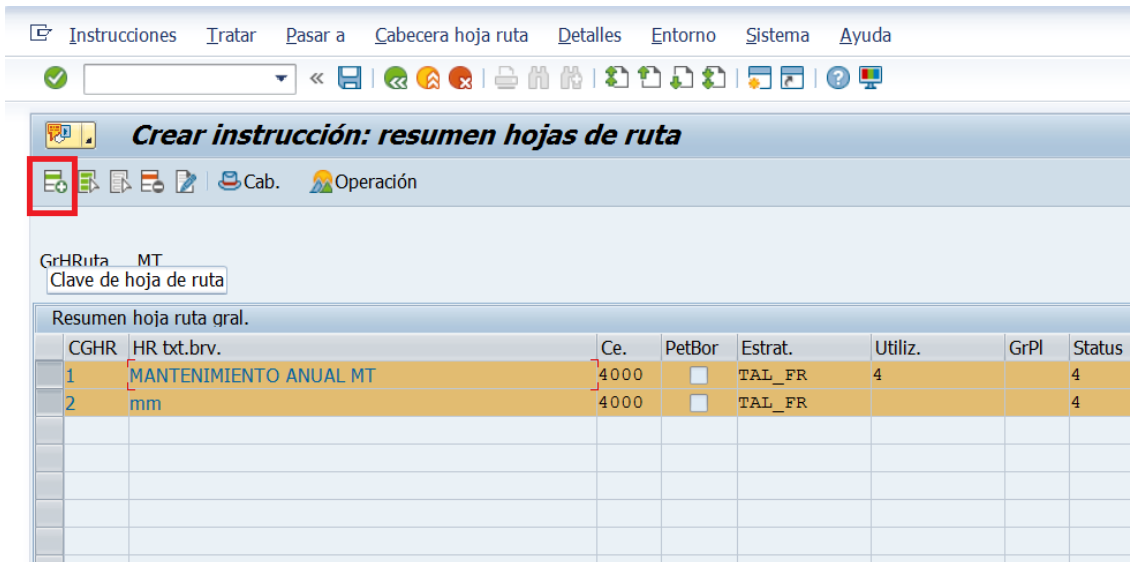 Instrucciones Tratar Pasar a Cabecera hoja ruta Detalles Entorno Sistema Ayuda
Crear instrucción: resumen hojas de ruta
Cab. Operación
GrHRuta MT
Clave de hoja de ruta
Resumen hoja ruta gral.
CGHR HR txt.brv. Ce. PetBor Estrat. Utiliz. GrPl Status
1 MANTENIMIENTO ANUAL MT 4000 TAL_FR 4 4
2 mm 4000 TAL_FR 4